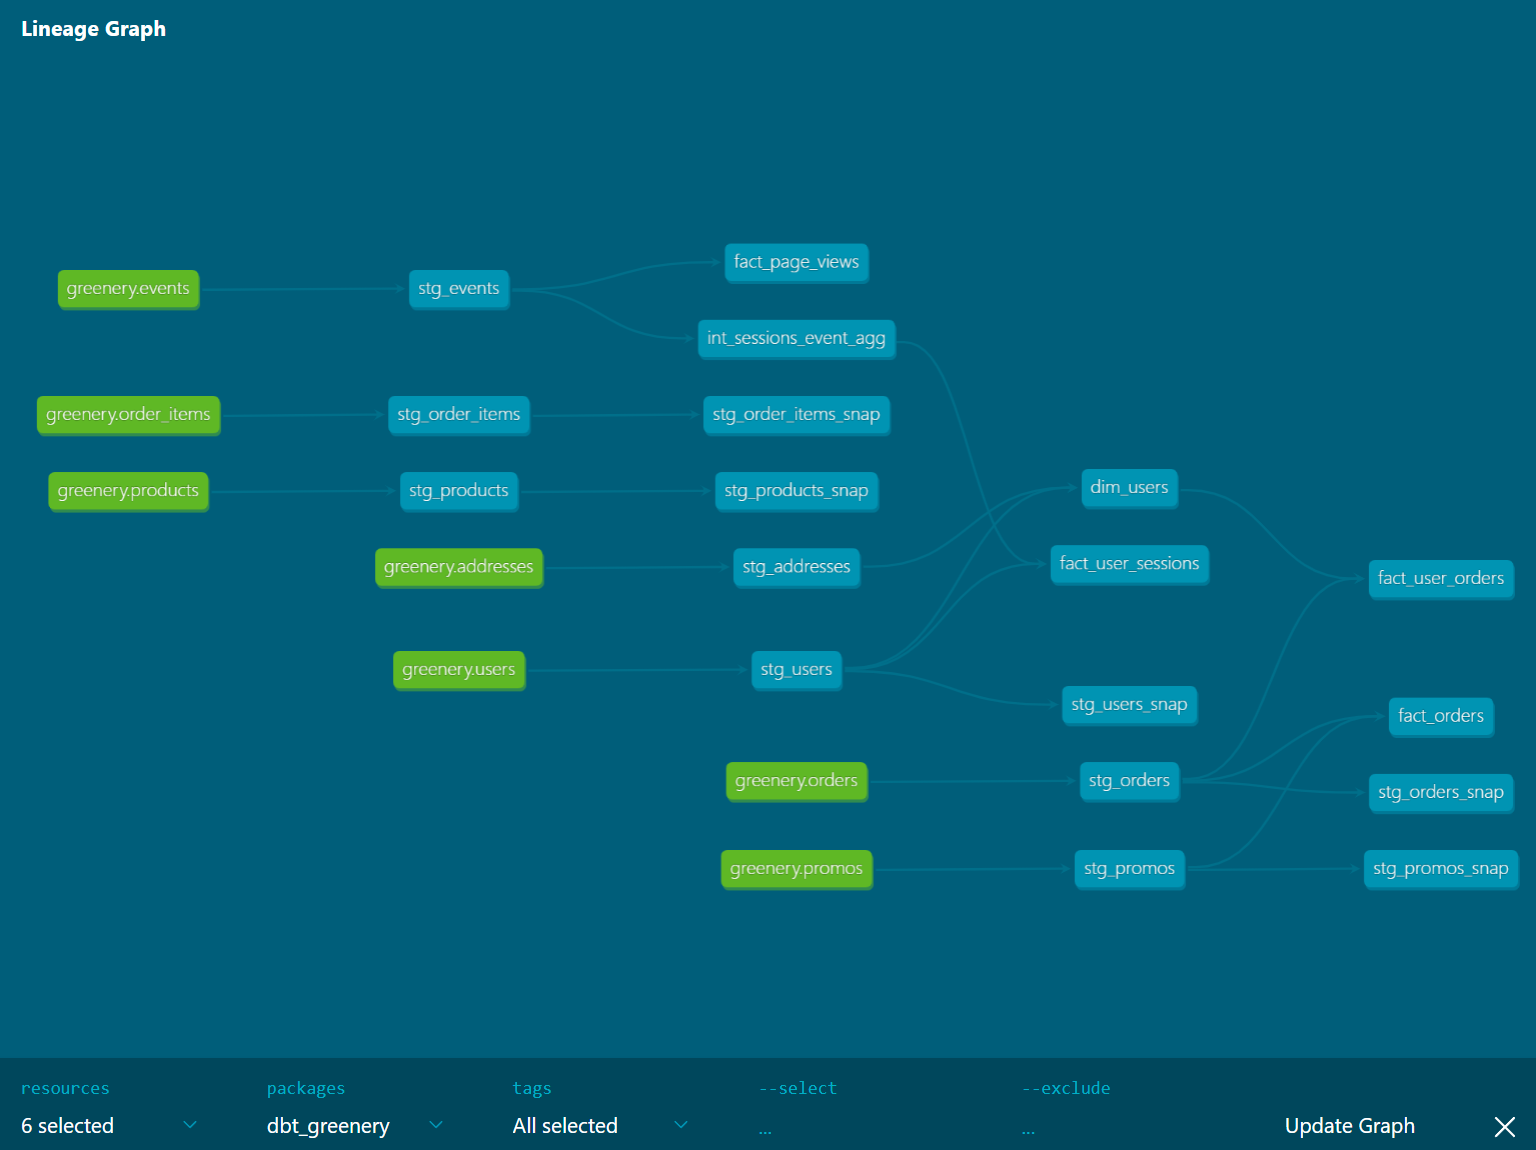 Lineage Graph
fact_page_views
greenery.events
stg_events
int_sessions_event_agg
greenery.order_items
stg_order_items
stg_order_items_snap
greenery.products
stg_products
stg_products_snap
dim_users
greenery.addresses
stg_addresses
fact_user_sessions
fact_user_orders
greenery.users
stg_users
stg_users_snap
fact_orders
greenery.orders
stg_orders
stg_orders_snap
greenery.promos
stg_promos
stg_promos_snap
resources
packages
tags
--select
--exclude
6 selected
dbt_greenery
All selected
...
...
Update Graph